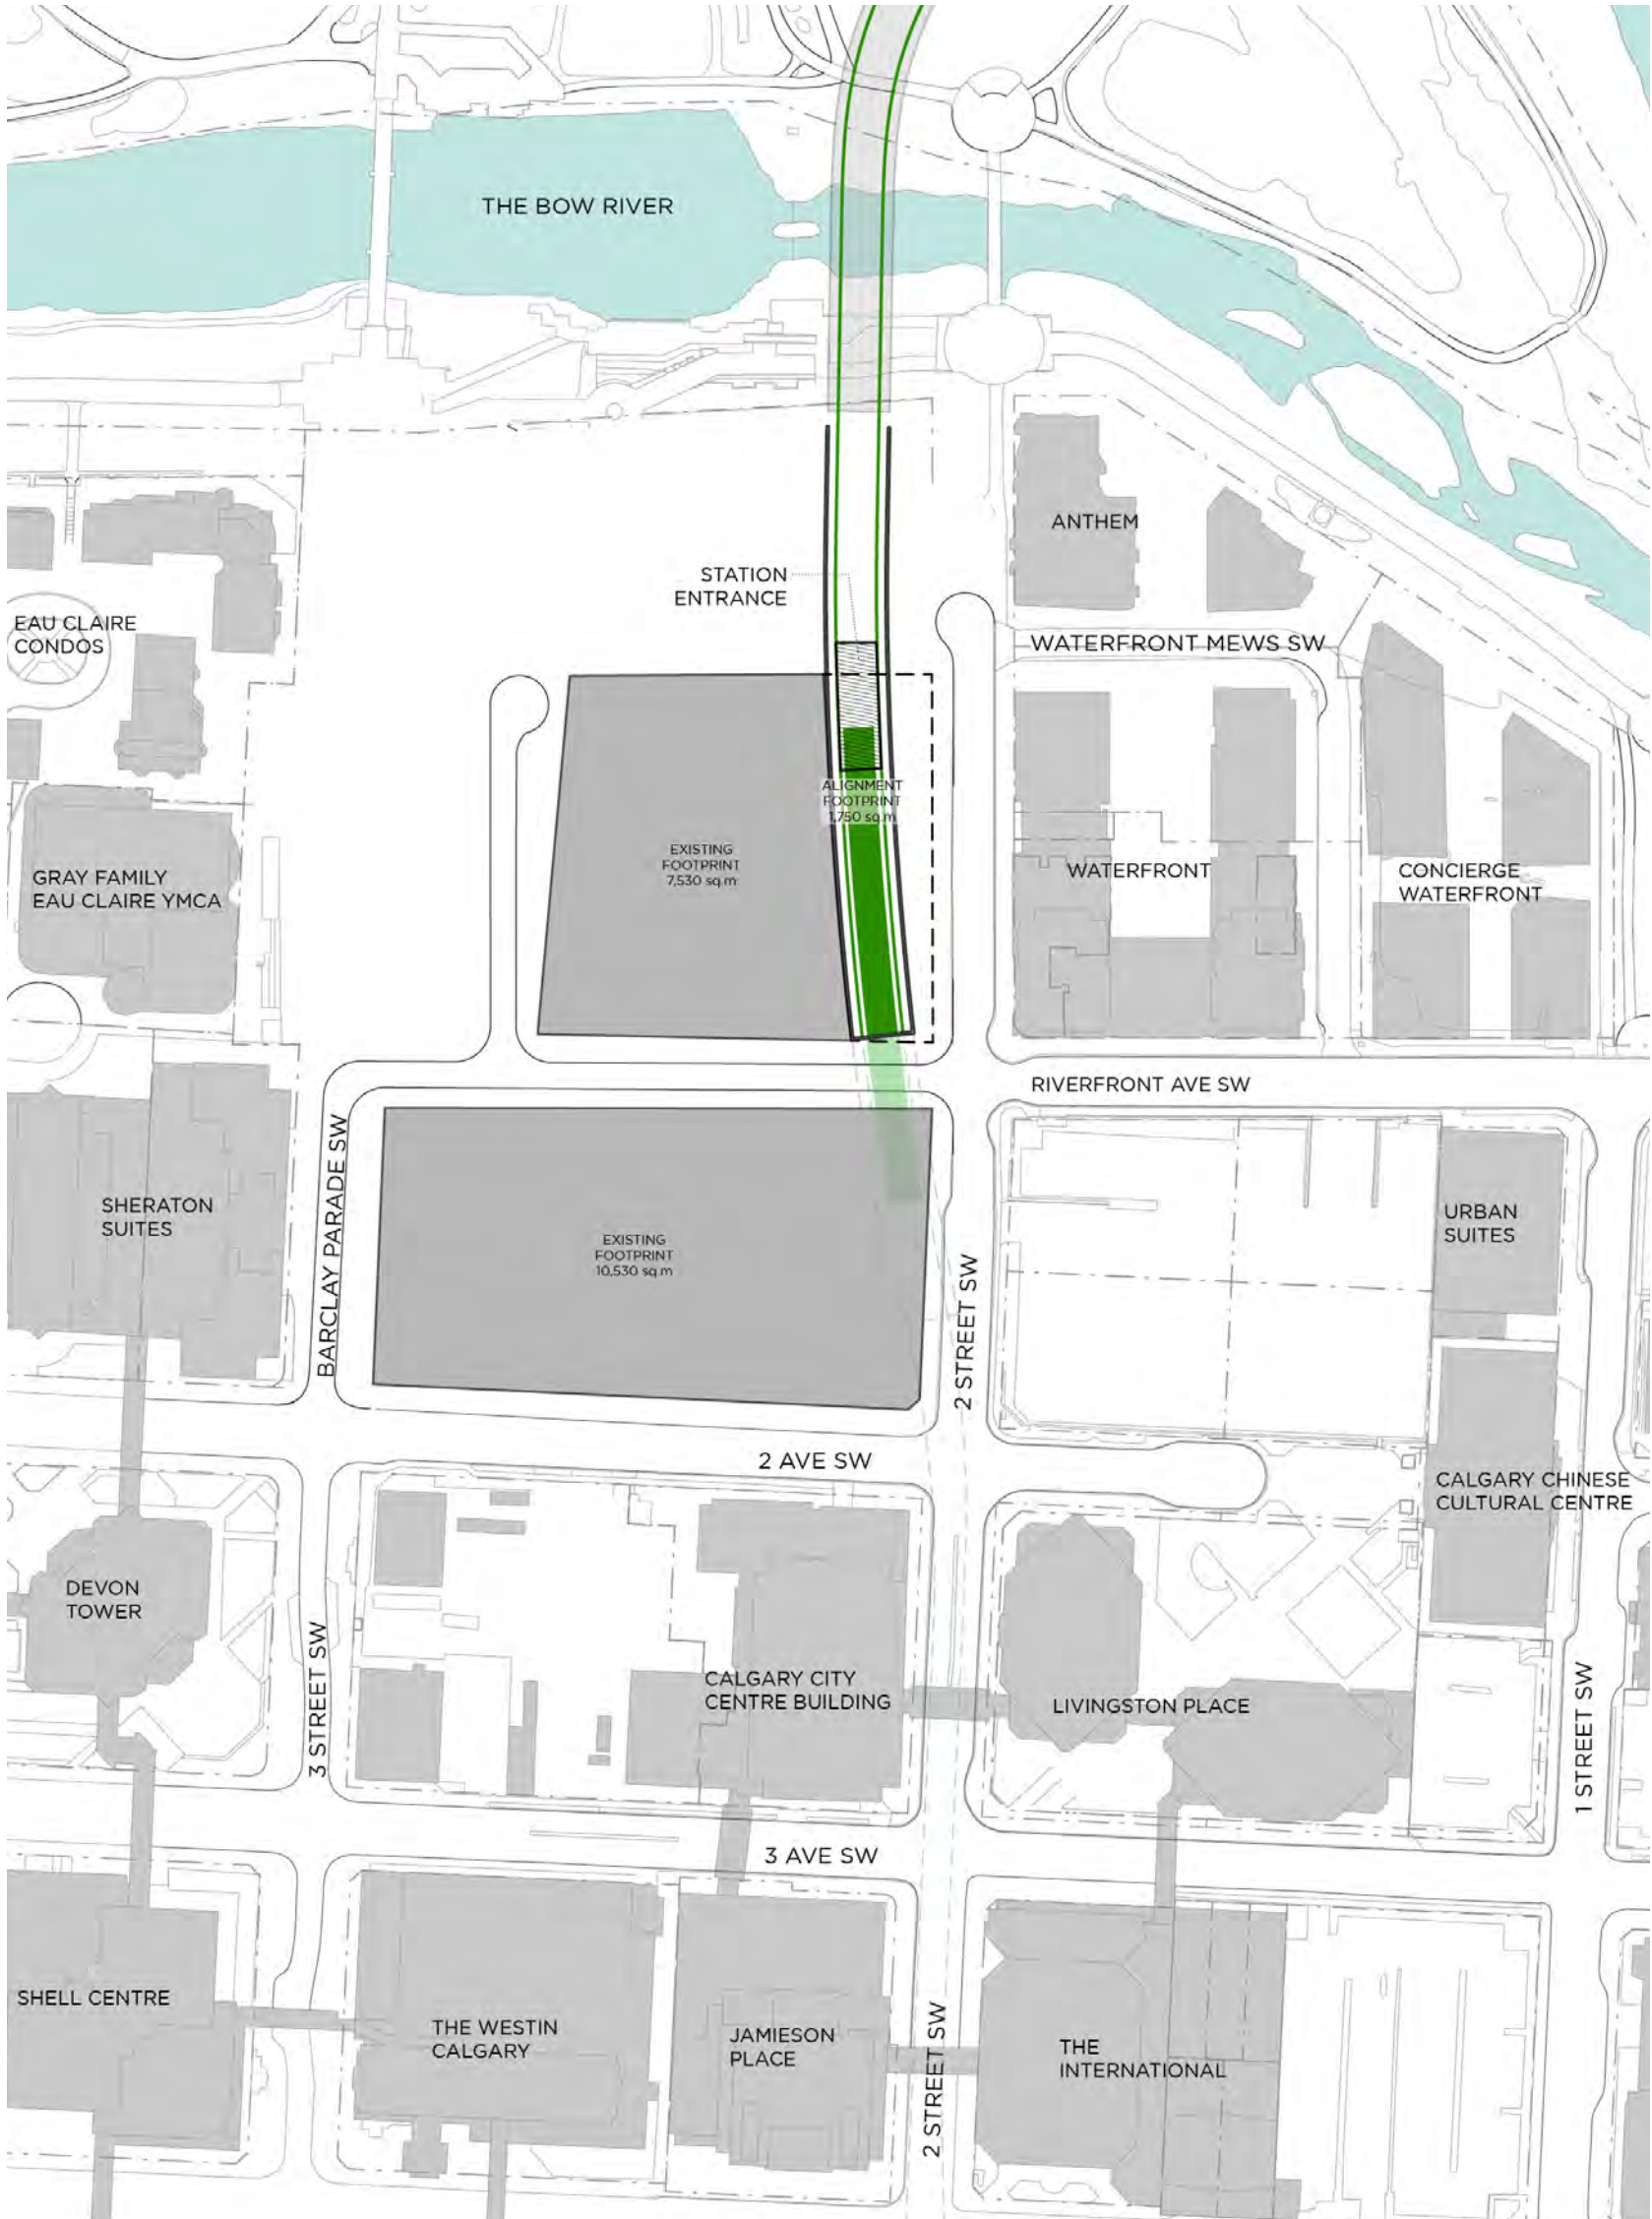 THE BOW RIVER
ANTHEM
STATION
ENTRANCE
EAU CLAIRE
CONDOS
WATERFRONT MEWS SW
ALIGNMENT
FOOTPRINT
1,750 sq.m
EXISTING
FOOTPRINT
7,530 sq.m
GRAY FAMILY
EAU CLAIRE YMCA
WATERFRONT
CONCIERGE
WATERFRONT
RIVERFRONT AVE SW
BARCLAY PARADE SW
SHERATON
SUITES
EXISTING
FOOTPRINT
10,530 sq.m
2 STREET SW
URBAN
SUITES
2 AVE SW
CALGARY CHINESE
CULTURAL CENTRE
DEVON
TOWER
3 STREET SW
CALGARY CITY
CENTRE BUILDING
LIVINGSTON PLACE
1 STREET SW
3 AVE SW
SHELL CENTRE
THE WESTIN
CALGARY
JAMIESON
PLACE
2 STREET SW
THE
INTERNATIONAL